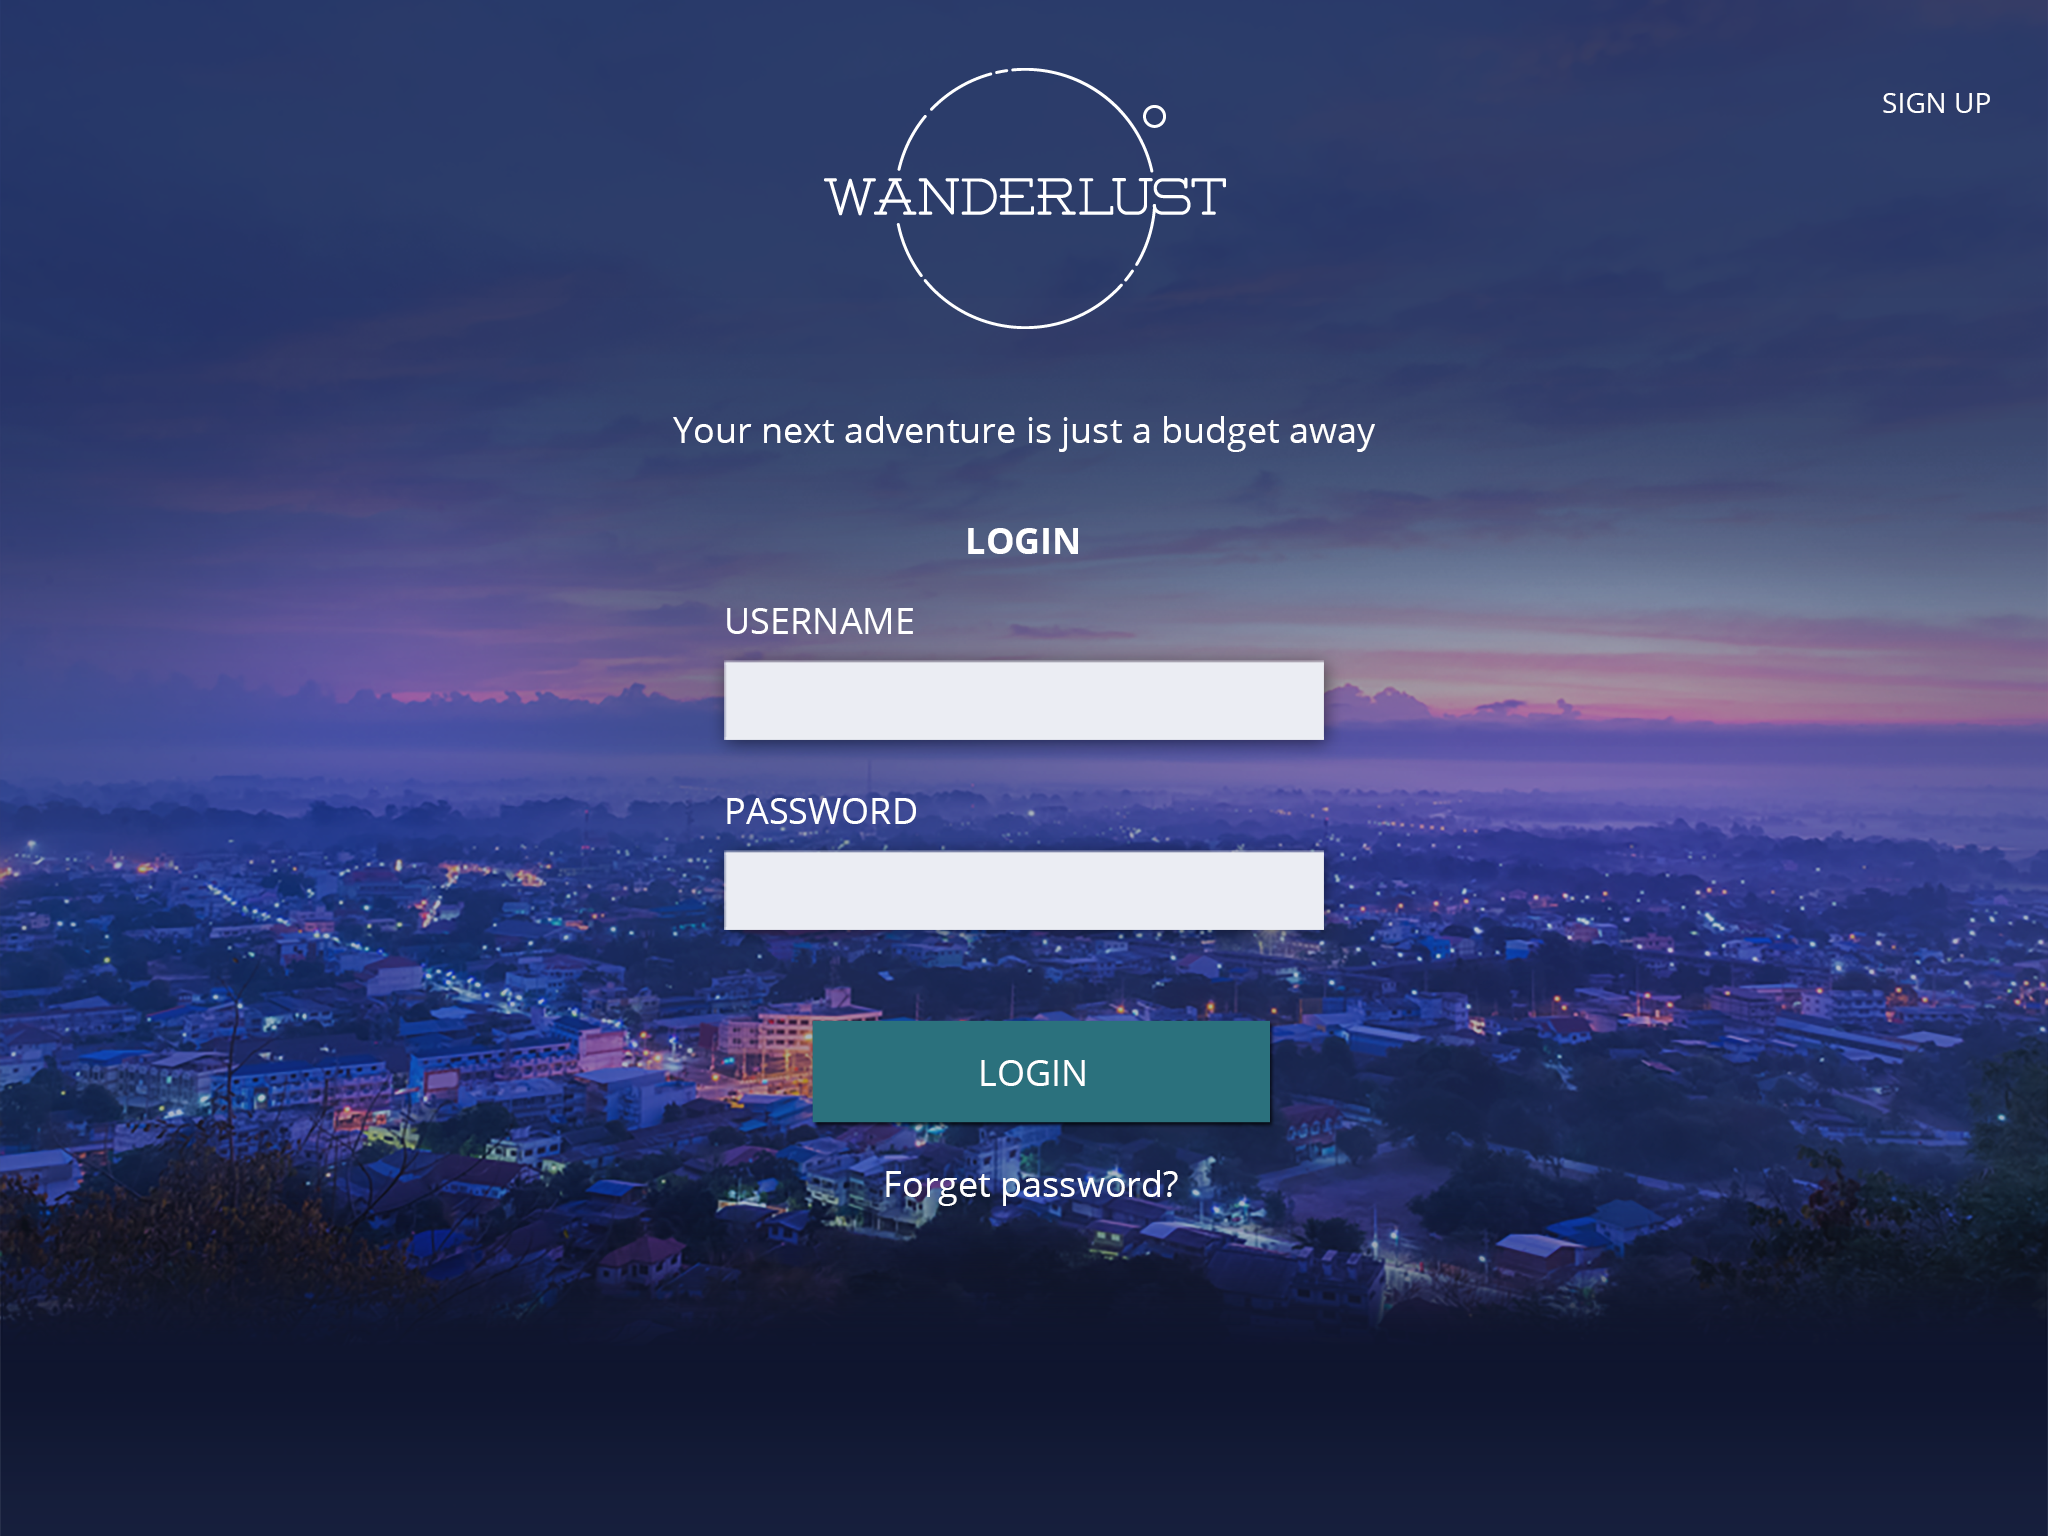 SIGN UP
WANDERLUST
Your next adventure is just a budget away
LOGIN
USERNAME
PASSWORD
LOGIN
Forget password?